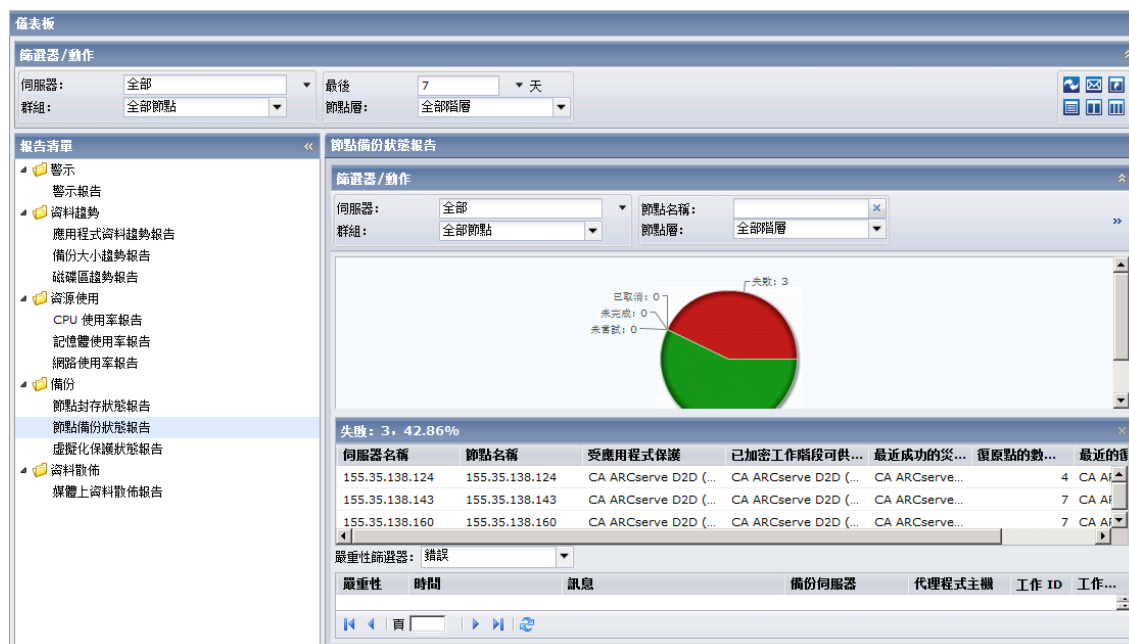 儀表板
篩選器/動作
伺服器: 全部 最後 7 天
群組: 全部節點 節點層: 全部階層
報告清單
警示
警示報告
資料趨勢
應用程式資料趨勢報告
備份大小趨勢報告
磁碟區趨勢報告
資源使用
CPU 使用率報告
記憶體使用率報告
網路使用率報告
備份
節點封存狀態報告
節點備份狀態報告
虛擬化保護狀態報告
資料散佈
媒體上資料散佈報告
節點備份狀態報告
篩選器/動作
伺服器: 全部 節點名稱:
群組: 全部節點 節點層: 全部階層
失敗: 3
已取消: 0
未完成: 0
未嘗試: 0
失敗: 3, 42.86%
伺服器名稱 節點名稱 受應用程式保護 已加密工作階段可供... 最近成功的災... 復原點的數... 最近的復
155.35.138.124 155.35.138.124 CA ARCserve D2D (... CA ARCserve D2D (... CA ARCserve... 4 CA AR
155.35.138.143 155.35.138.143 CA ARCserve D2D (... CA ARCserve D2D (... CA ARCserve... 7 CA AR
155.35.138.160 155.35.138.160 CA ARCserve D2D (... CA ARCserve D2D (... CA ARCserve... 7 CA AR
嚴重性篩選器: 錯誤
嚴重性 時間 訊息 備份伺服器 代理程式主機 工作 ID 工作...
頁